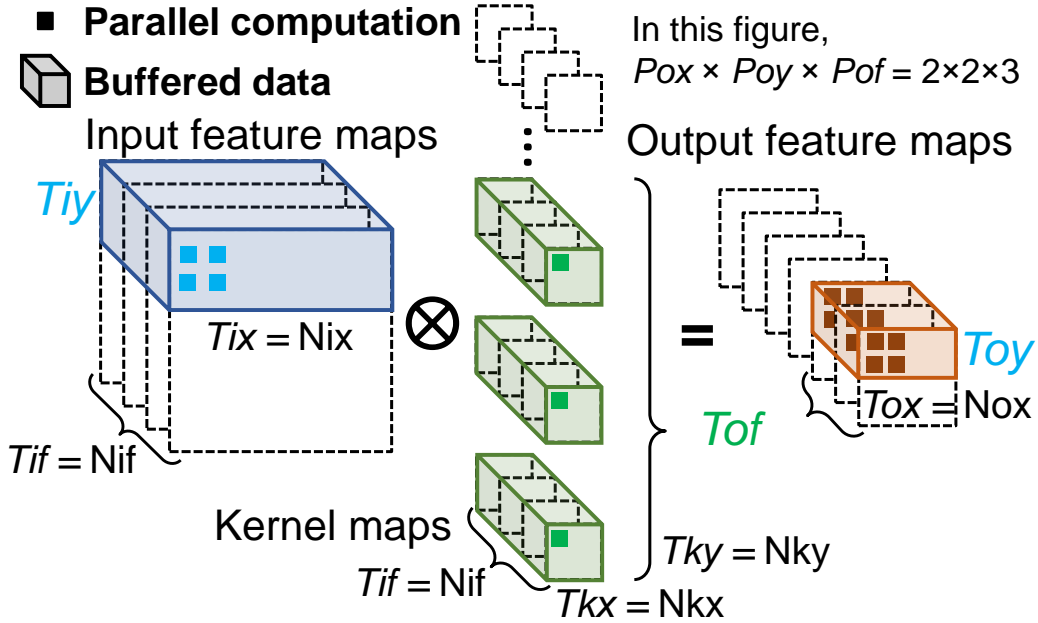 Parallel computation
Buffered data
In this figure,
Pox × Poy × Pof = 2×2×3
Input feature maps
Output feature maps
Tiy
Tix = Nix
Tif = Nif
Kernel maps
Tif = Nif
Tkx = Nkx
Tky = Nky
Tof
=
Toy
Tox = Nox